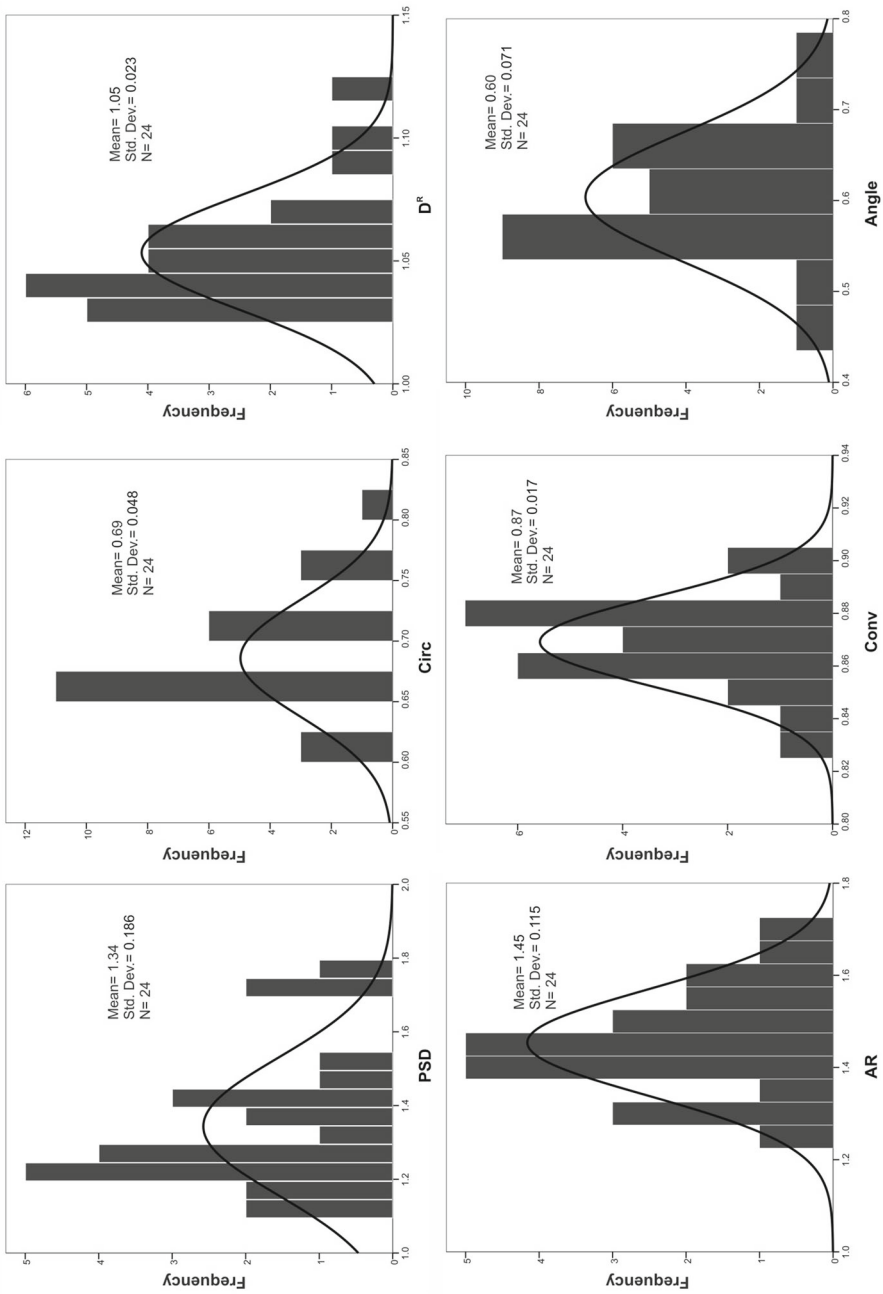 Frequency
5
4
3
2
1
0
1.0
1.2
1.4
1.6
1.8
2.0
PSD
Mean= 1.34
Std. Dev.= 0.186
N= 24
Frequency
12
10
8
6
4
2
0
0.55
0.60
0.65
0.70
0.75
0.80
0.85
Circ
Mean= 0.69
Std. Dev.= 0.048
N= 24
Frequency
6
5
4
3
2
1
0
1.00
1.05
1.10
1.15
Dᴿ
Mean= 1.05
Std. Dev.= 0.023
N= 24
Frequency
5
4
3
2
1
0
1.0
1.2
1.4
1.6
1.8
AR
Mean= 1.45
Std. Dev.= 0.115
N= 24
Frequency
6
4
2
0
0.80
0.82
0.84
0.86
0.88
0.90
0.92
0.94
Conv
Mean= 0.87
Std. Dev.= 0.017
N= 24
Frequency
10
8
6
4
2
0
0.4
0.5
0.6
0.7
0.8
Angle
Mean= 0.60
Std. Dev.= 0.071
N= 24